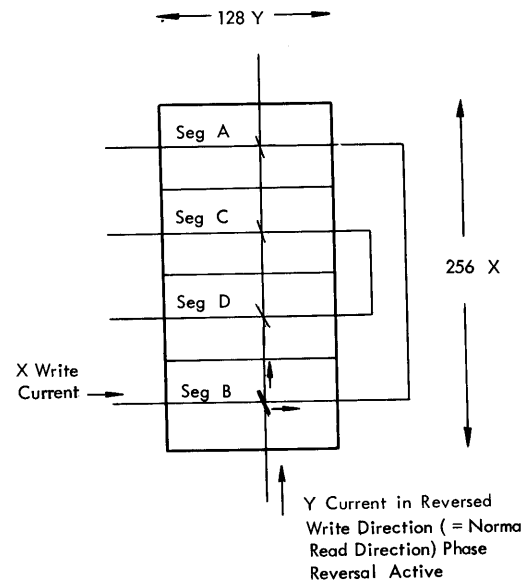 128 Y
Seg A
Seg C
256 X
Seg D
X Write
Current
Seg B
Y Current in Reversed
Write Direction ( = Norma
Read Direction) Phase
Reversal Active